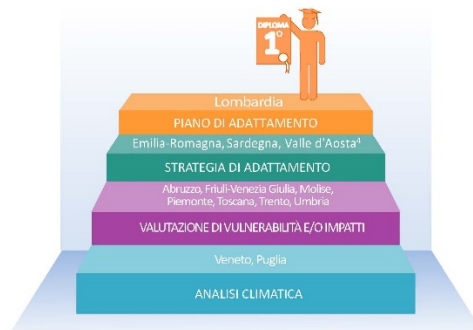 DIPLOMA
1°
Lombardia
PIANO DI ADATTAMENTO
Emilia-Romagna, Sardegna, Valle d'Aosta⁴
STRATEGIA DI ADATTAMENTO
Abruzzo, Friuli-Venezia Giulia, Molise,
Piemonte, Toscana, Trento, Umbria
VALUTAZIONE DI VULNERABILITÀ E/O IMPATTI
Veneto, Puglia
ANALISI CLIMATICA